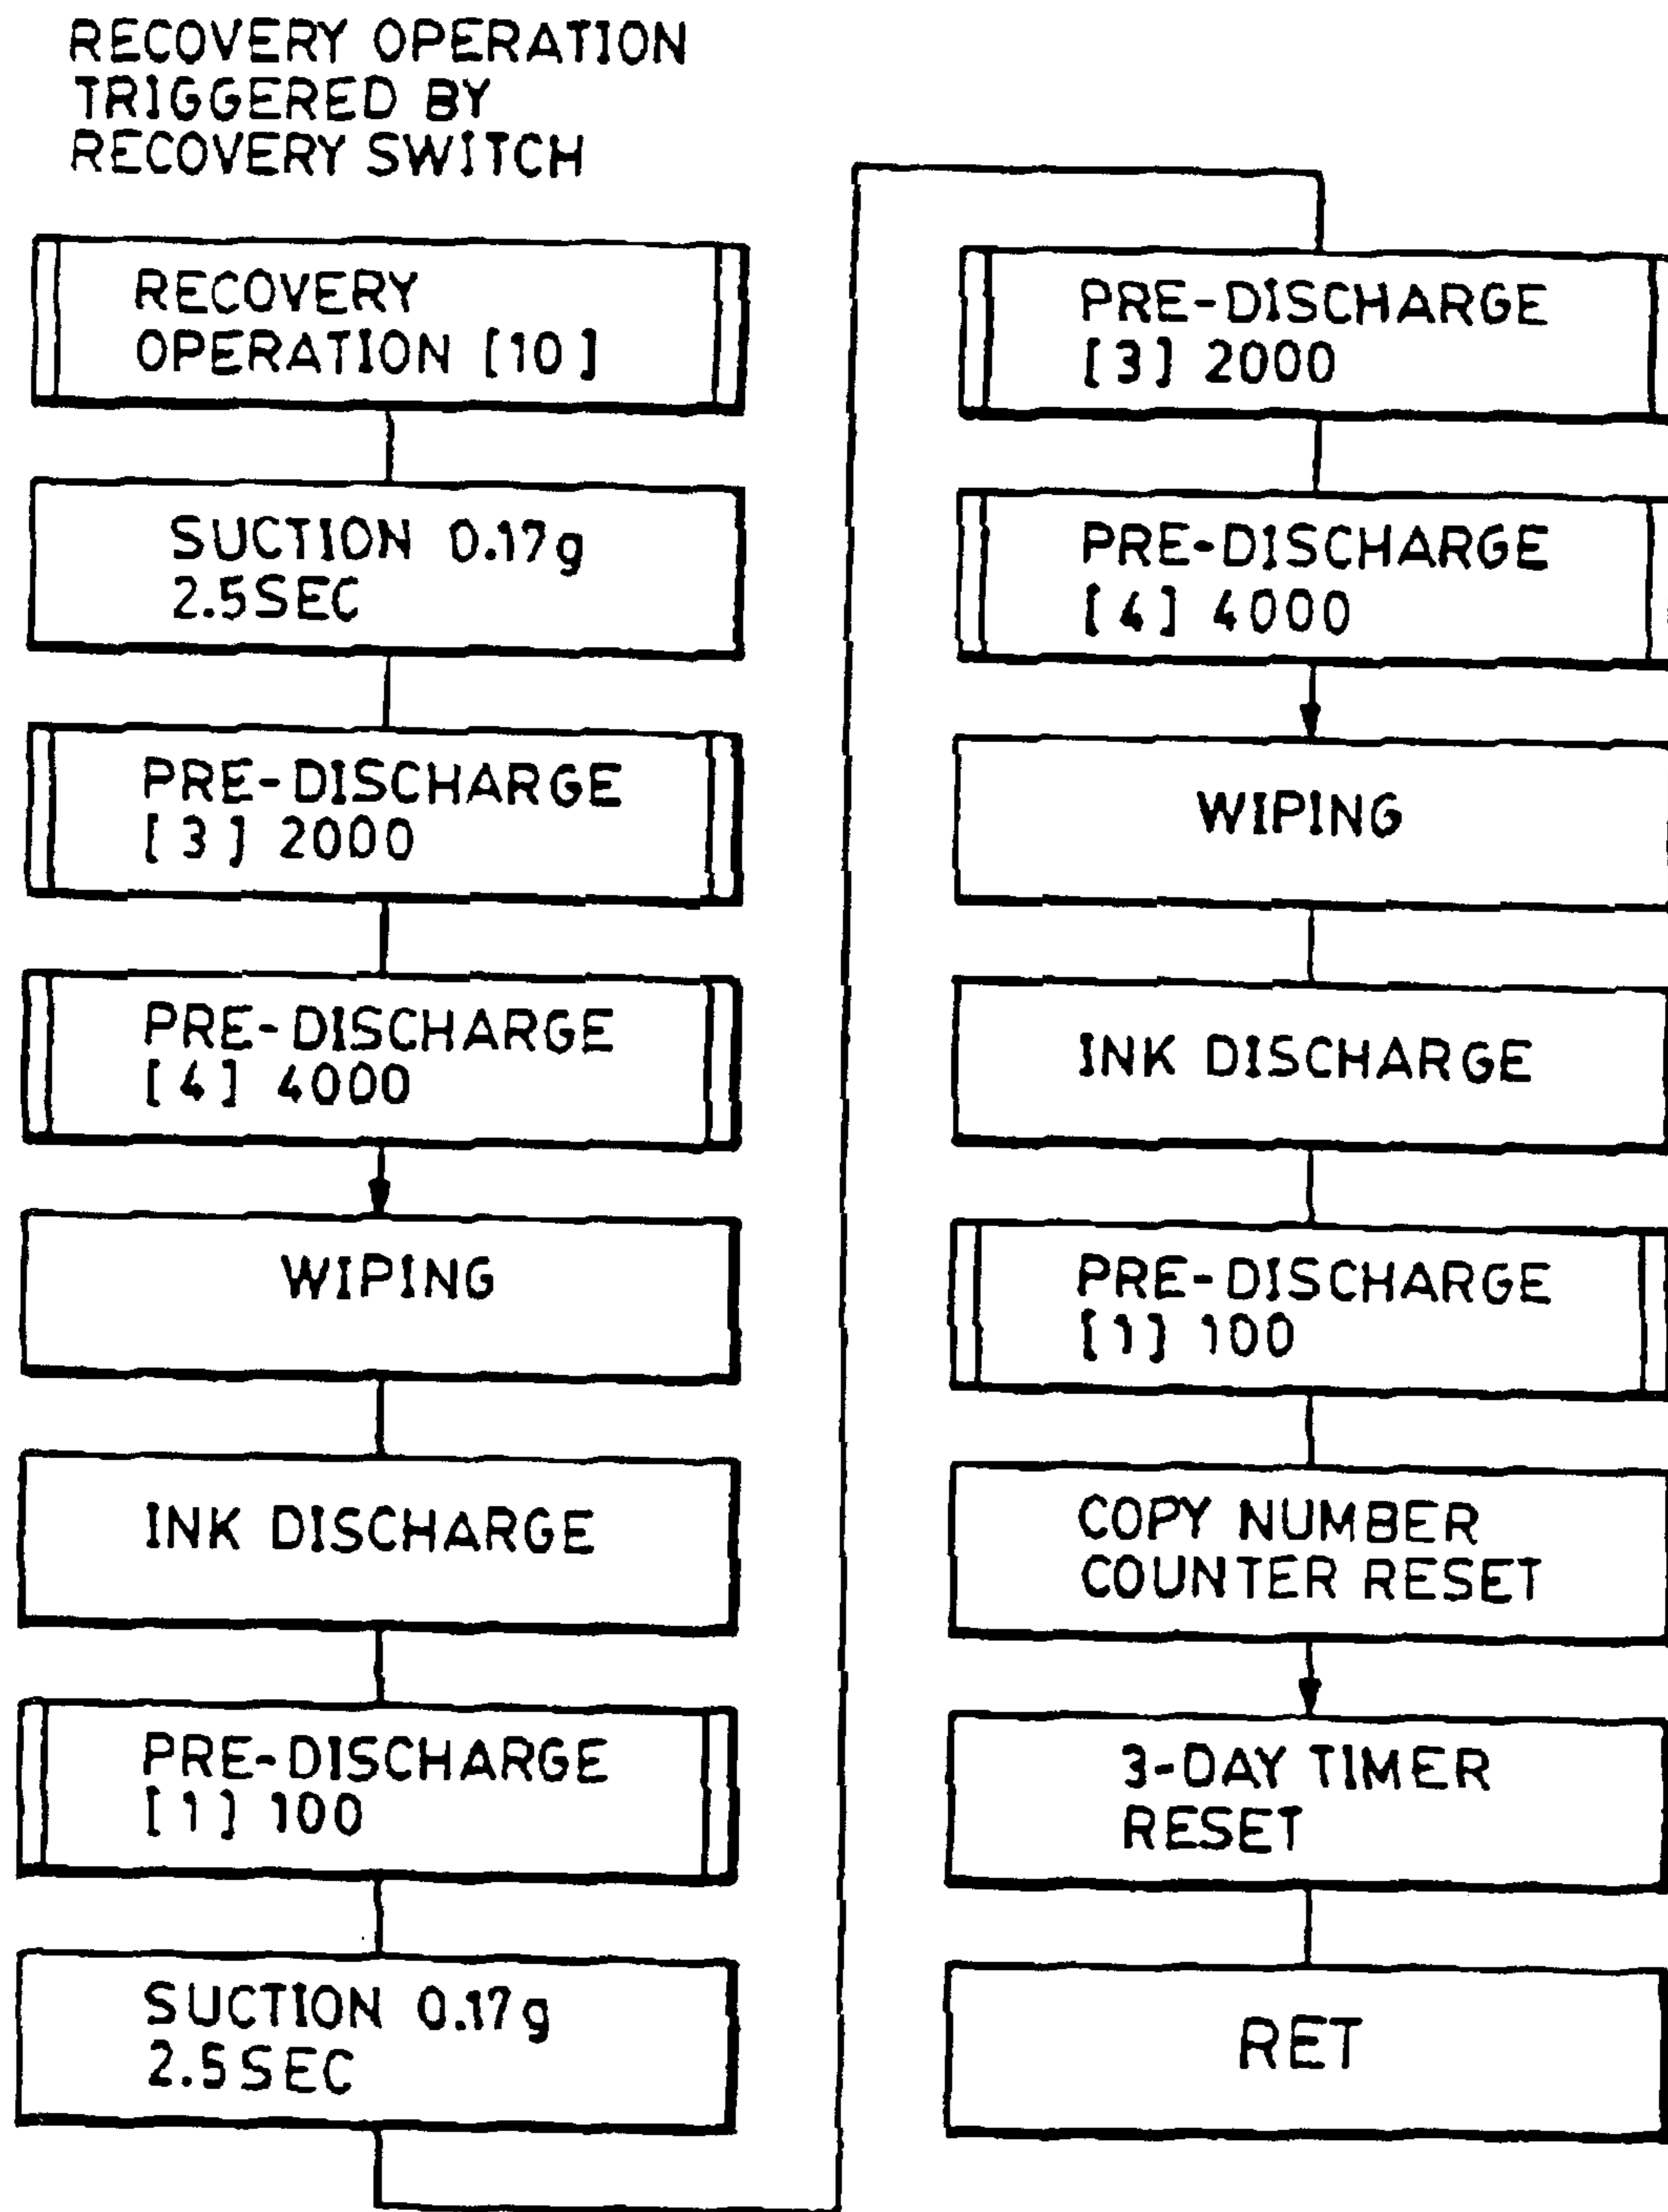 RECOVERY OPERATION
TRIGGERED BY
RECOVERY SWITCH
RECOVERY
OPERATION [10]
SUCTION 0.17g
2.5SEC
PRE-DISCHARGE
[3] 2000
PRE-DISCHARGE
[4] 4000
WIPING
INK DISCHARGE
PRE-DISCHARGE
[1] 100
SUCTION 0.17g
2.5SEC
PRE-DISCHARGE
[3] 2000
PRE-DISCHARGE
[4] 4000
WIPING
INK DISCHARGE
PRE-DISCHARGE
[1] 100
COPY NUMBER
COUNTER RESET
3-DAY TIMER
RESET
RET